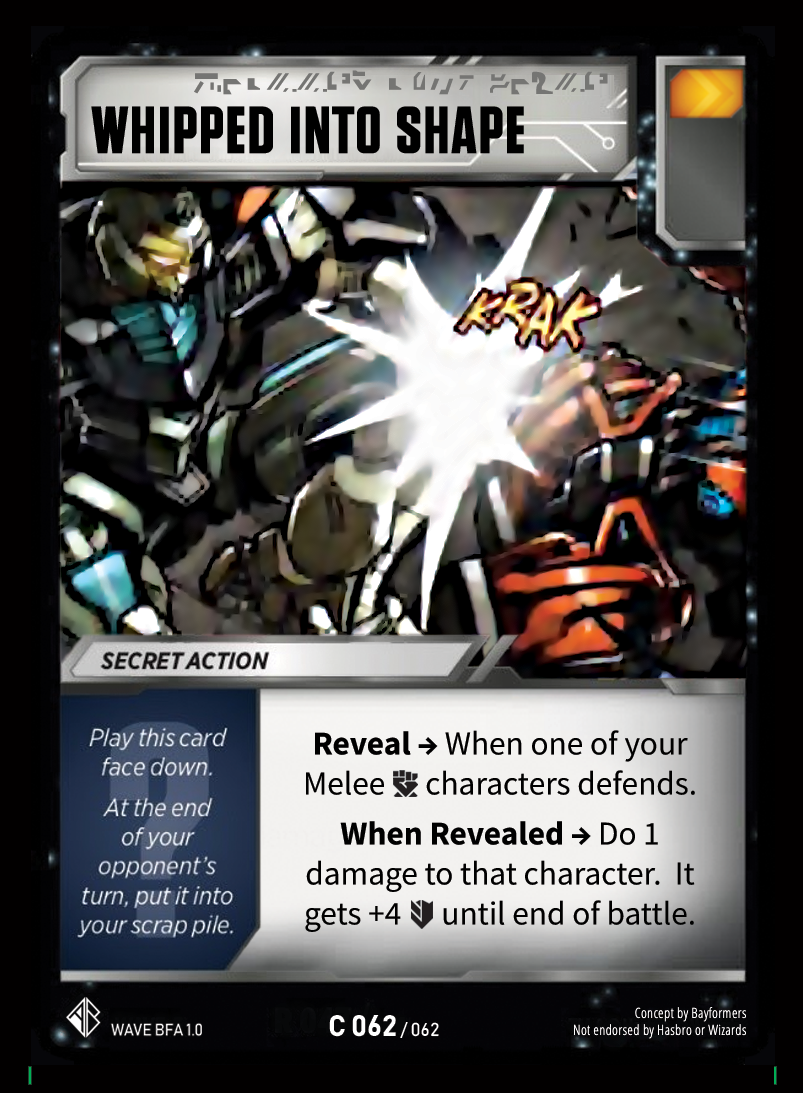 WHIPPED INTO SHAPE
KRAK
SECRET ACTION
Play this card
face down.
At the end
of your
opponent's
turn, put it into
your scrap pile.
Reveal → When one of your
Melee characters defends.
When Revealed → Do 1
damage to that character. It
gets +4 until end of battle.
WAVE BFA 1.0
C 062/062
Concept by Bayformers
Not endorsed by Hasbro or Wizards